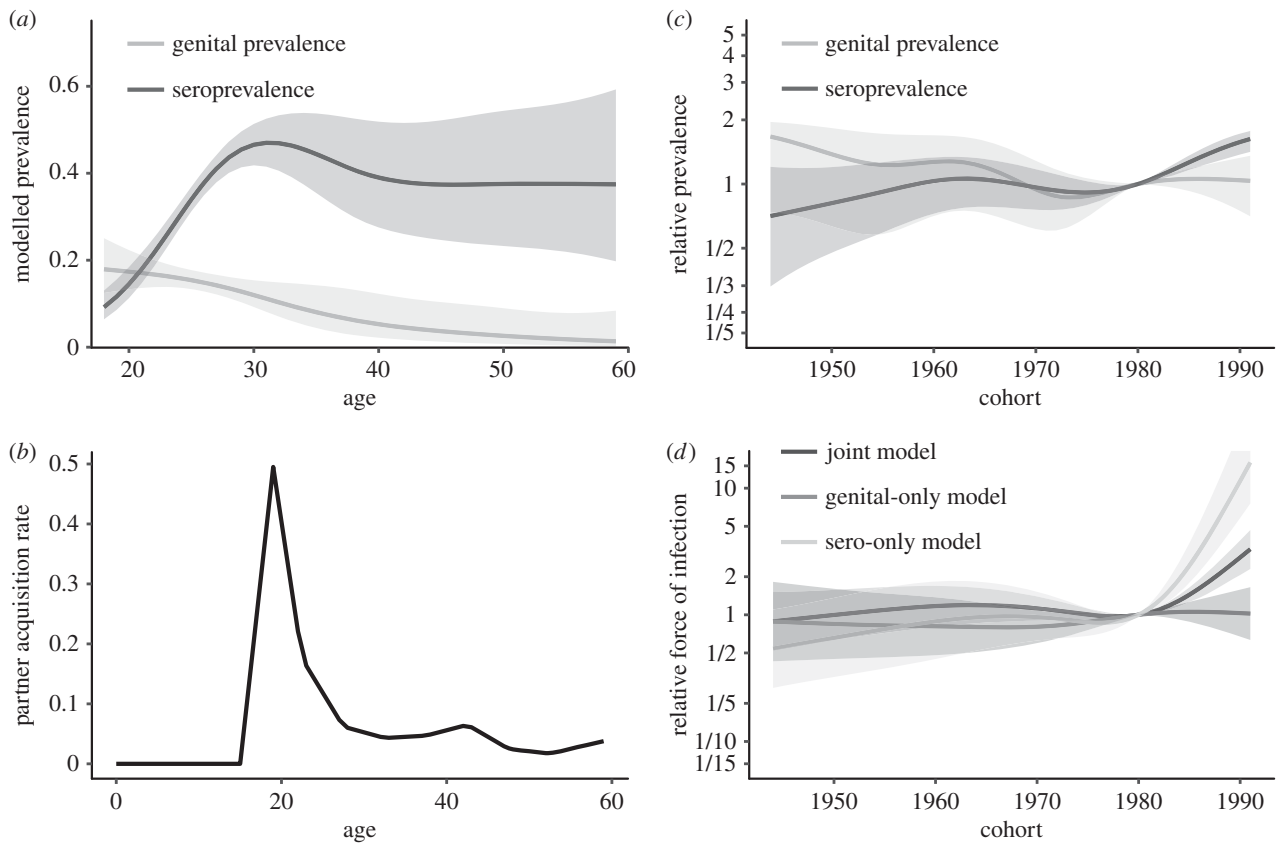 (a)
genital prevalence
seroprevalence
modelled prevalence
0.6
0.4
0.2
0
20 30 40 50 60
age
(c)
genital prevalence
seroprevalence
relative prevalence
5
4
3
2
1
1/2
1/3
1/4
1/5
1950 1960 1970 1980 1990
cohort
(b)
partner acquisition rate
0.5
0.4
0.3
0.2
0.1
0
0 20 40 60
age
(d)
joint model
genital-only model
sero-only model
relative force of infection
15
10
5
2
1
1/2
1/5
1/10
1/15
1950 1960 1970 1980 1990
cohort